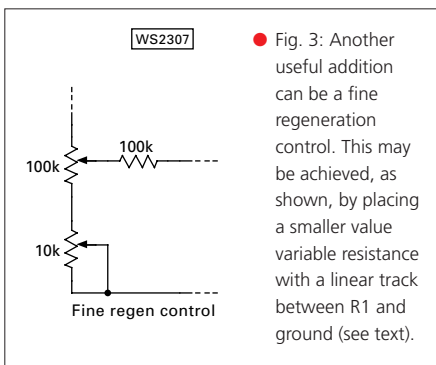 WS2307
100k
100k
10k
Fine regen control
Fig. 3: Another
useful addition
can be a fine
regeneration
control. This may
be achieved, as
shown, by placing
a smaller value
variable resistance
with a linear track
between R1 and
ground (see text).